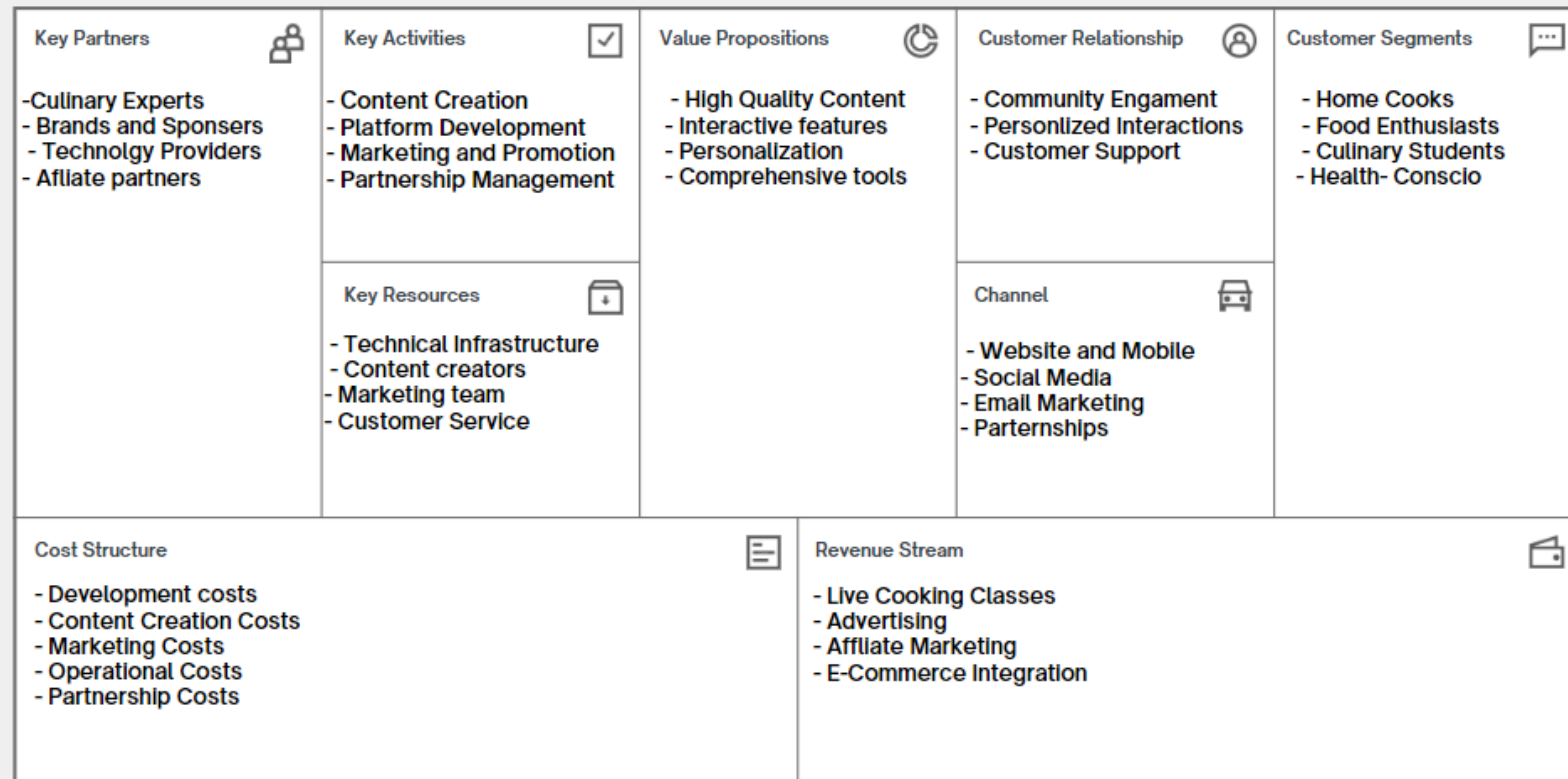 Key Partners
-Culinary Experts
- Brands and Sponsers
- Technolgy Providers
- Afliate partners
Key Activities
- Content Creation
- Platform Development
- Marketing and Promotion
- Partnership Management
Key Resources
- Technical Infrastructure
- Content creators
- Marketing team
- Customer Service
Value Propositions
- High Quality Content
- Interactive features
- Personalization
- Comprehensive tools
Customer Relationship
- Community Engament
- Personlized Interactions
- Customer Support
Channel
- Website and Mobile
- Social Media
- Email Marketing
- Parternships
Customer Segments
- Home Cooks
- Food Enthusiasts
- Culinary Students
- Health- Conscio
Cost Structure
- Development costs
- Content Creation Costs
- Marketing Costs
- Operational Costs
- Partnership Costs
Revenue Stream
- Live Cooking Classes
- Advertising
- Affliate Marketing
- E-Commerce Integration